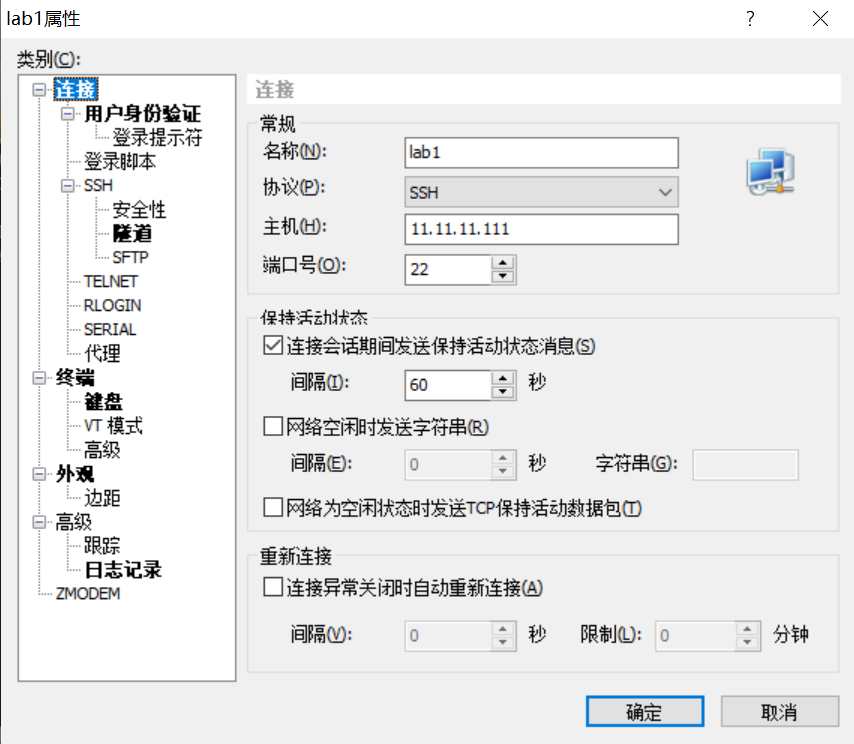 lab1属性
?
类别(C):
连接
用户身份验证
登录提示符
登录脚本
SSH
安全性
隧道
SFTP
TELNET
RLOGIN
SERIAL
代理
终端
键盘
VT 模式
高级
外观
边距
高级
跟踪
日志记录
ZMODEM
连接
常规
名称(N):
lab1
协议(P):
SSH
主机(H):
11.11.11.111
端口号(O):
22
保持活动状态
连接会话期间发送保持活动状态消息(S)
间隔(I): 60 秒
网络空闲时发送字符串(R)
间隔(E): 0 秒 字符串(G):
网络为空闲状态时发送TCP保持活动数据包(T)
重新连接
连接异常关闭时自动重新连接(A)
间隔(V): 0 秒 限制(L): 0 分钟
确定 取消